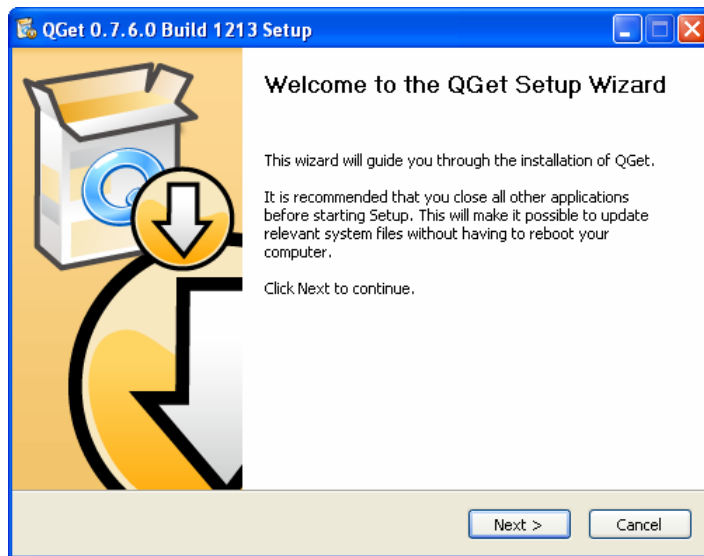 QGet 0.7.6.0 Build 1213 Setup
Welcome to the QGet Setup Wizard
This wizard will guide you through the installation of QGet.
It is recommended that you close all other applications
before starting Setup. This will make it possible to update
relevant system files without having to reboot your
computer.
Click Next to continue.
Next >
Cancel